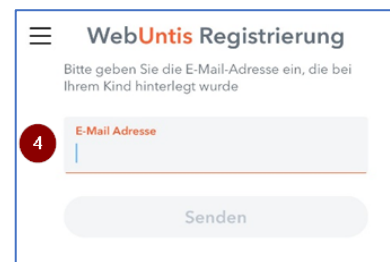 WebUntis Registrierung
Bitte geben Sie die E-Mail-Adresse ein, die bei
Ihrem Kind hinterlegt wurde
E-Mail Adresse
4
Senden